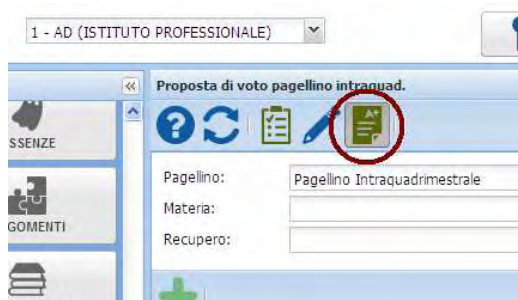 1 - AD (ISTITUTO PROFESSIONALE)
Proposta di voto pagellino intraquad.
SSENZE
A+
Pagellino: Pagellino Intraquadrimestrale
Materia:
GOMENTI
Recupero: